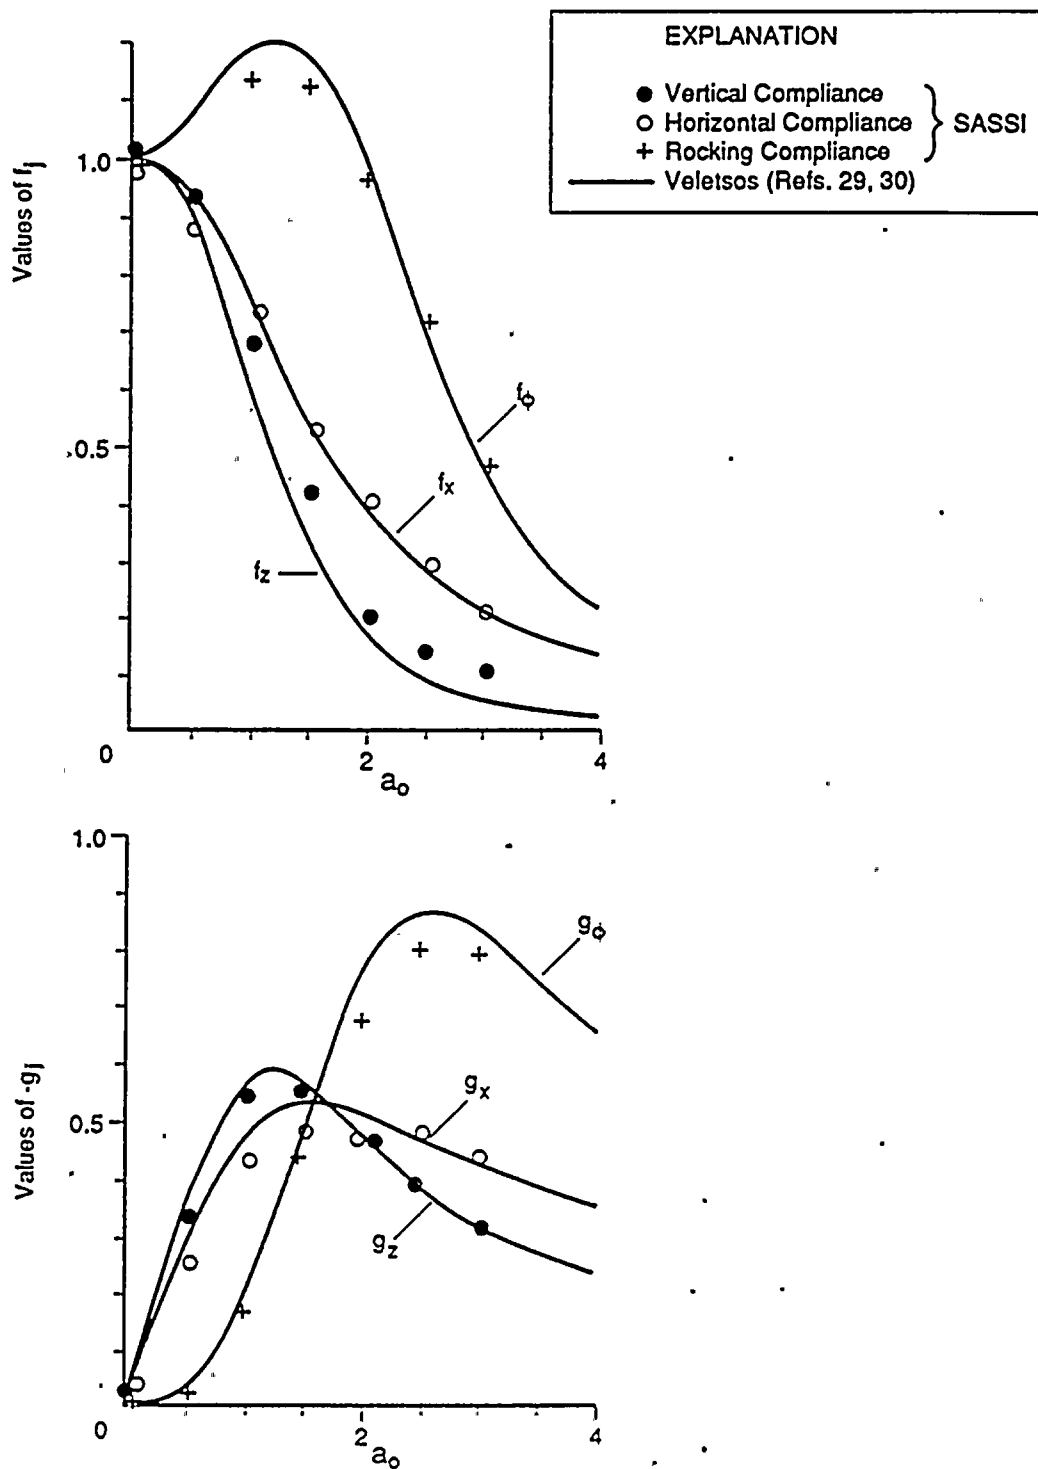 EXPLANATION
Vertical Compliance
Horizontal Compliance
Rocking Compliance
SASSI
Veletsos (Refs. 29, 30)
Values of fj
1.0
0.5
0
2
4
ao
fϕ
fx
fz
Values of -gj
1.0
0.5
0
2
4
ao
gϕ
gx
gz